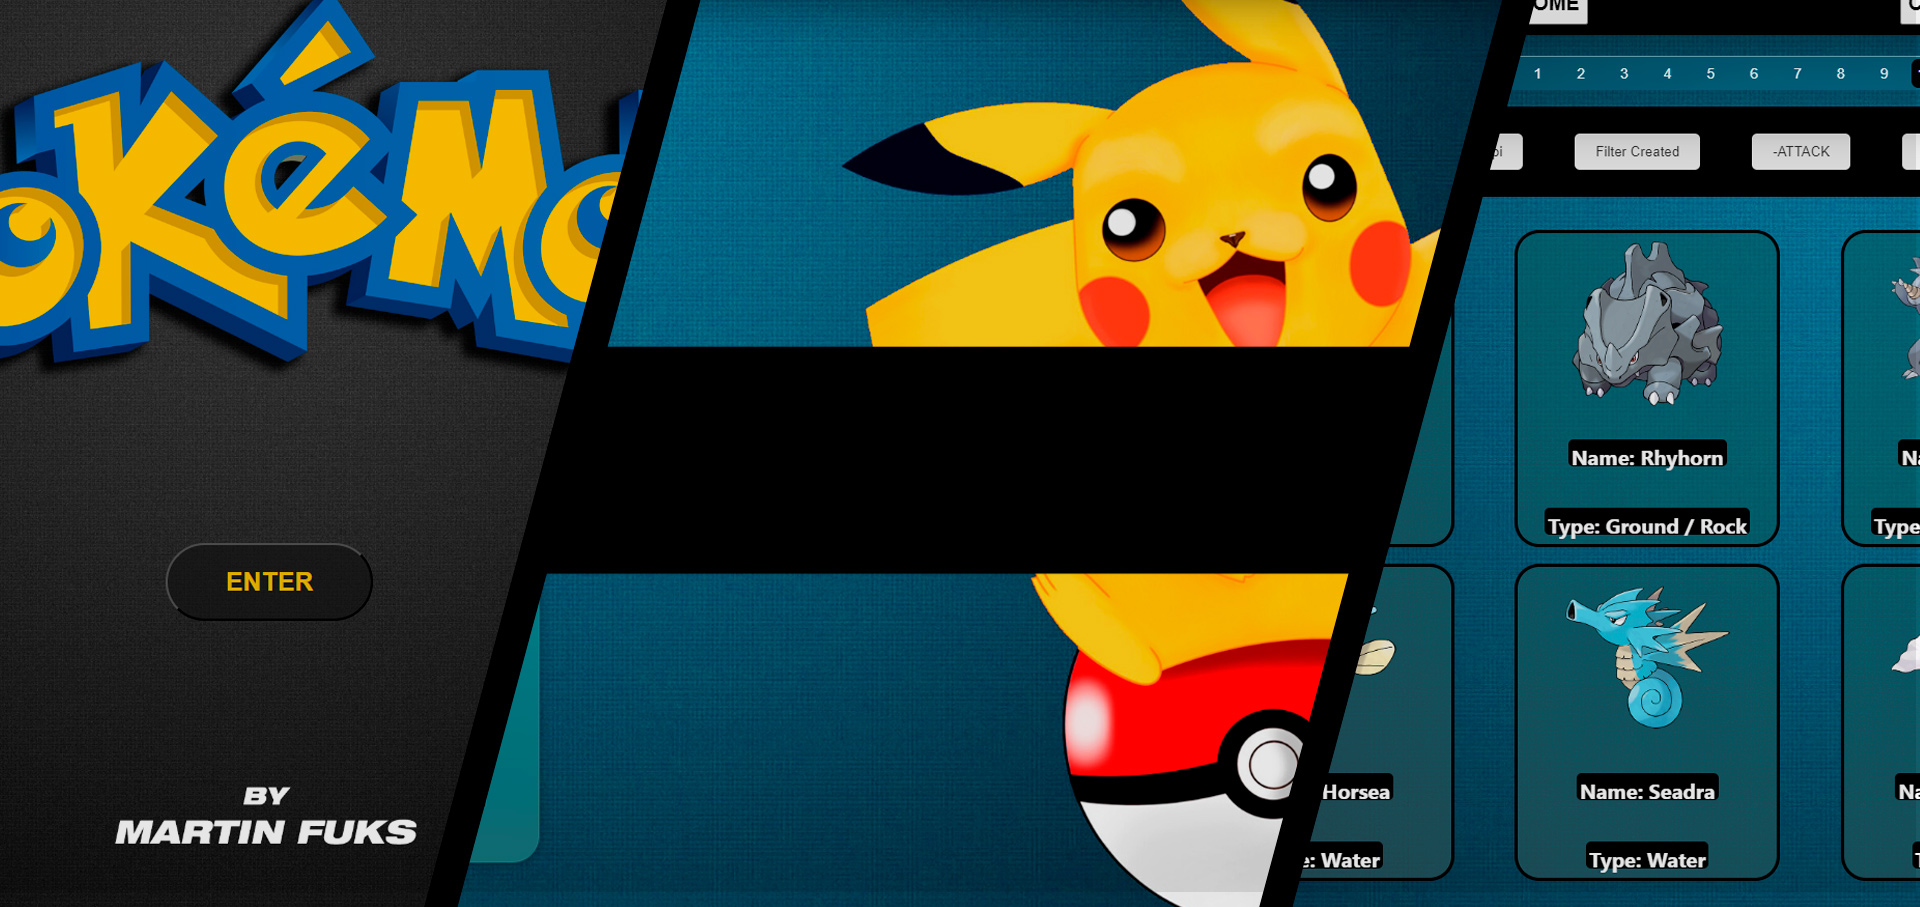 Pokémo
ENTER
BY
MARTIN FUKS
OME
1 2 3 4 5 6 7 8 9
pi
Filter Created
-ATTACK
Name: Rhyhorn
Na
Type: Ground / Rock
Type
Horsea
Name: Seadra
Na
e: Water
Type: Water